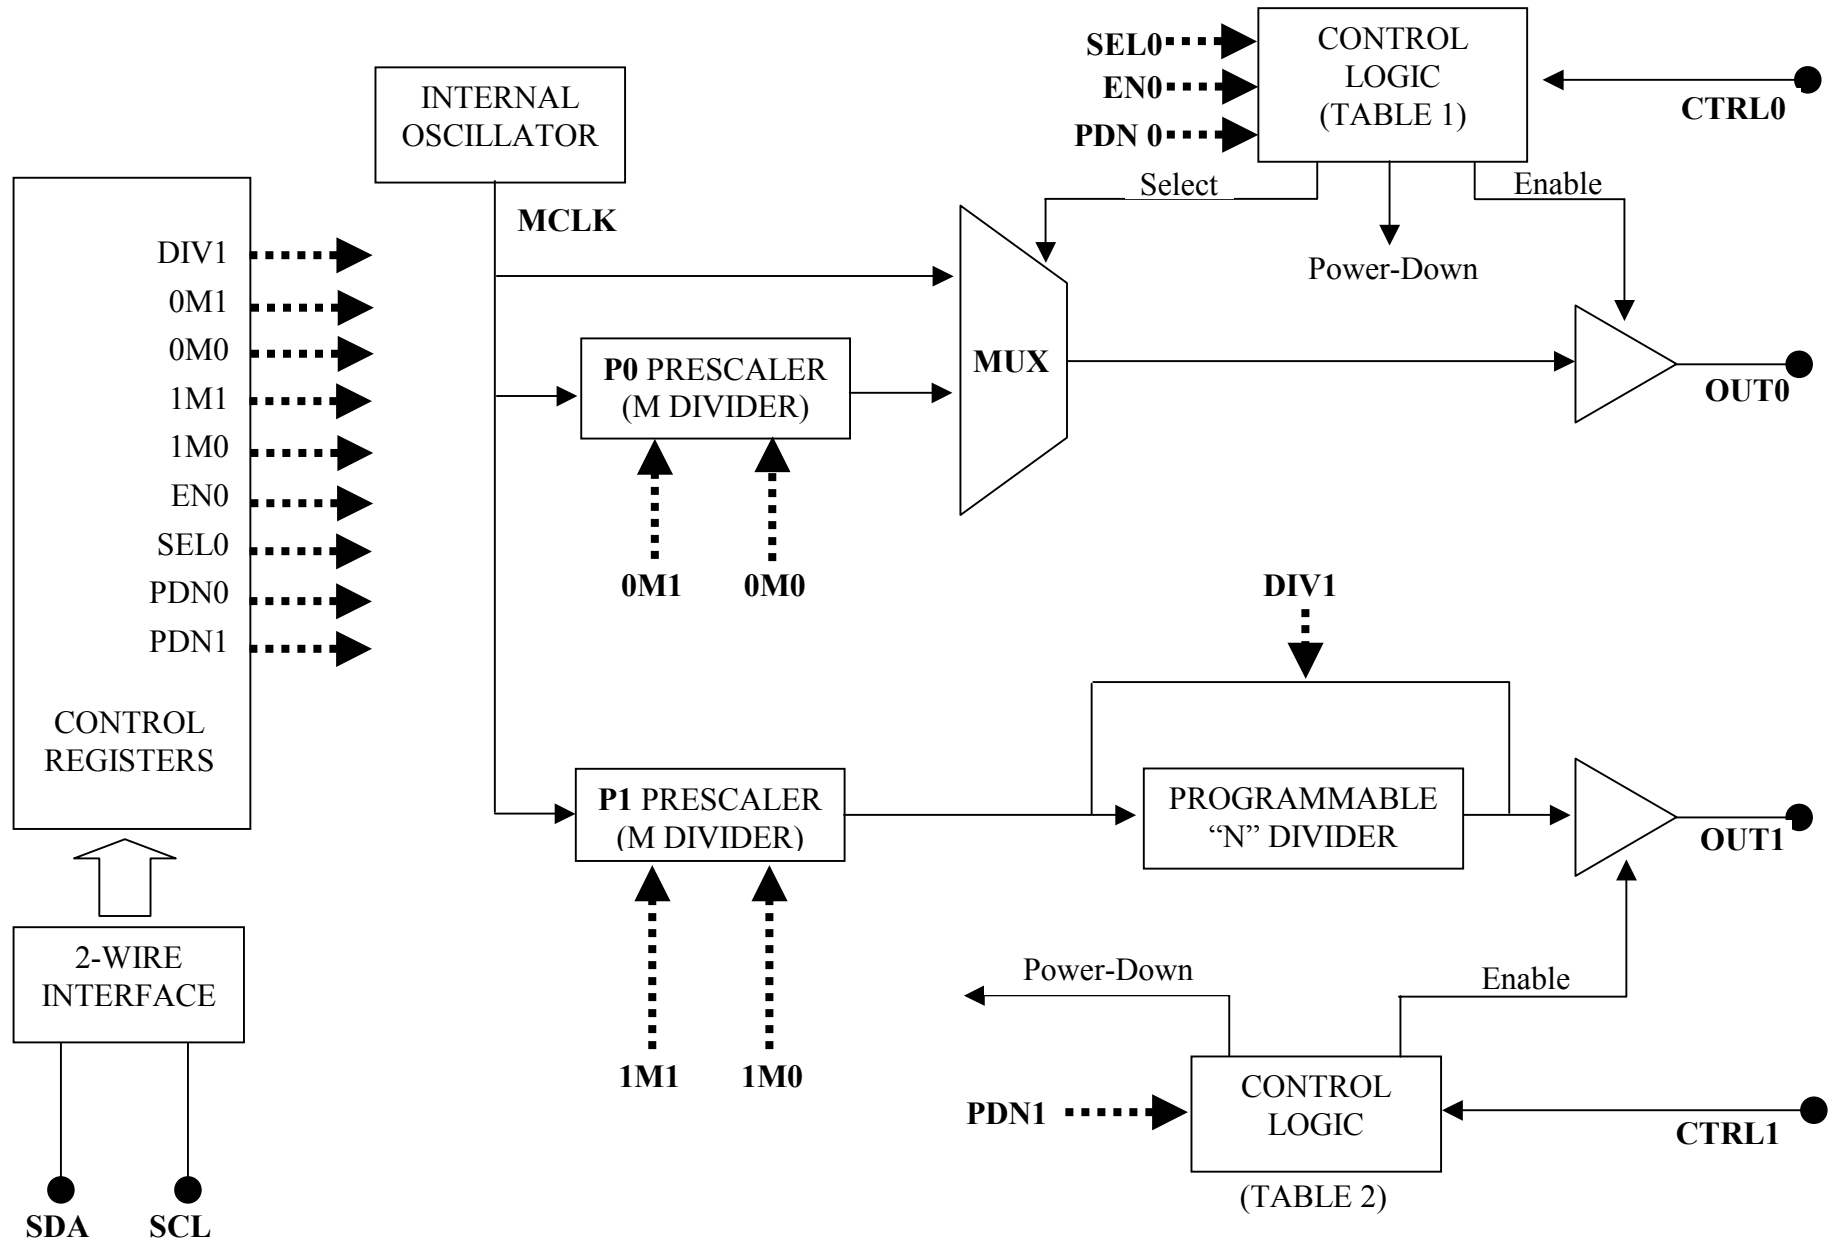 SEL0
EN0
PDN 0
CONTROL
LOGIC
(TABLE 1)
CTRL0
INTERNAL
OSCILLATOR
MCLK
Select
Enable
Power-Down
DIV1
0M1
0M0
1M1
1M0
EN0
SEL0
PDN0
PDN1
CONTROL
REGISTERS
P0 PRESCALER
(M DIVIDER)
MUX
OUT0
0M1
0M0
DIV1
P1 PRESCALER
(M DIVIDER)
PROGRAMMABLE
“N” DIVIDER
OUT1
1M1
1M0
Power-Down
Enable
PDN1
CONTROL
LOGIC
(TABLE 2)
CTRL1
2-WIRE
INTERFACE
SDA
SCL